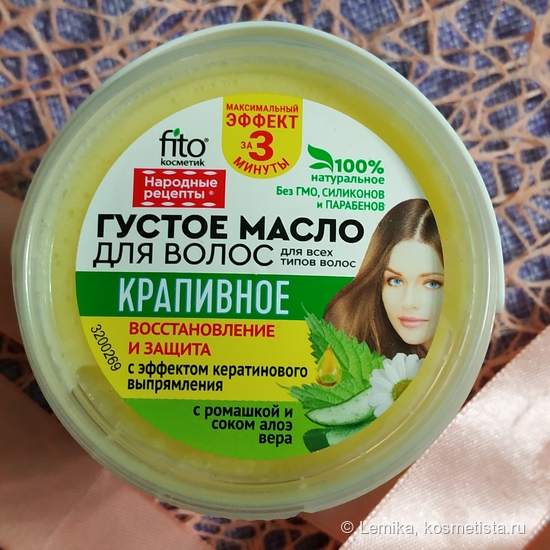 МАКСИМАЛЬНЫЙ
ЭФФЕКТ
ЗА 3
МИНУТЫ
fito®
косметик
Народные
рецепты®
100%
натуральное
Без ГМО, СИЛИКОНОВ
и ПАРАБЕНОВ
ГУСТОЕ МАСЛО
ДЛЯ ВОЛОС
для всех
типов волос
КРАПИВНОЕ
ВОССТАНОВЛЕНИЕ
И ЗАЩИТА
с эффектом кератинового
выпрямления
с ромашкой и
соком алоэ
вера
3200269
© Lemika, kosmetista.ru